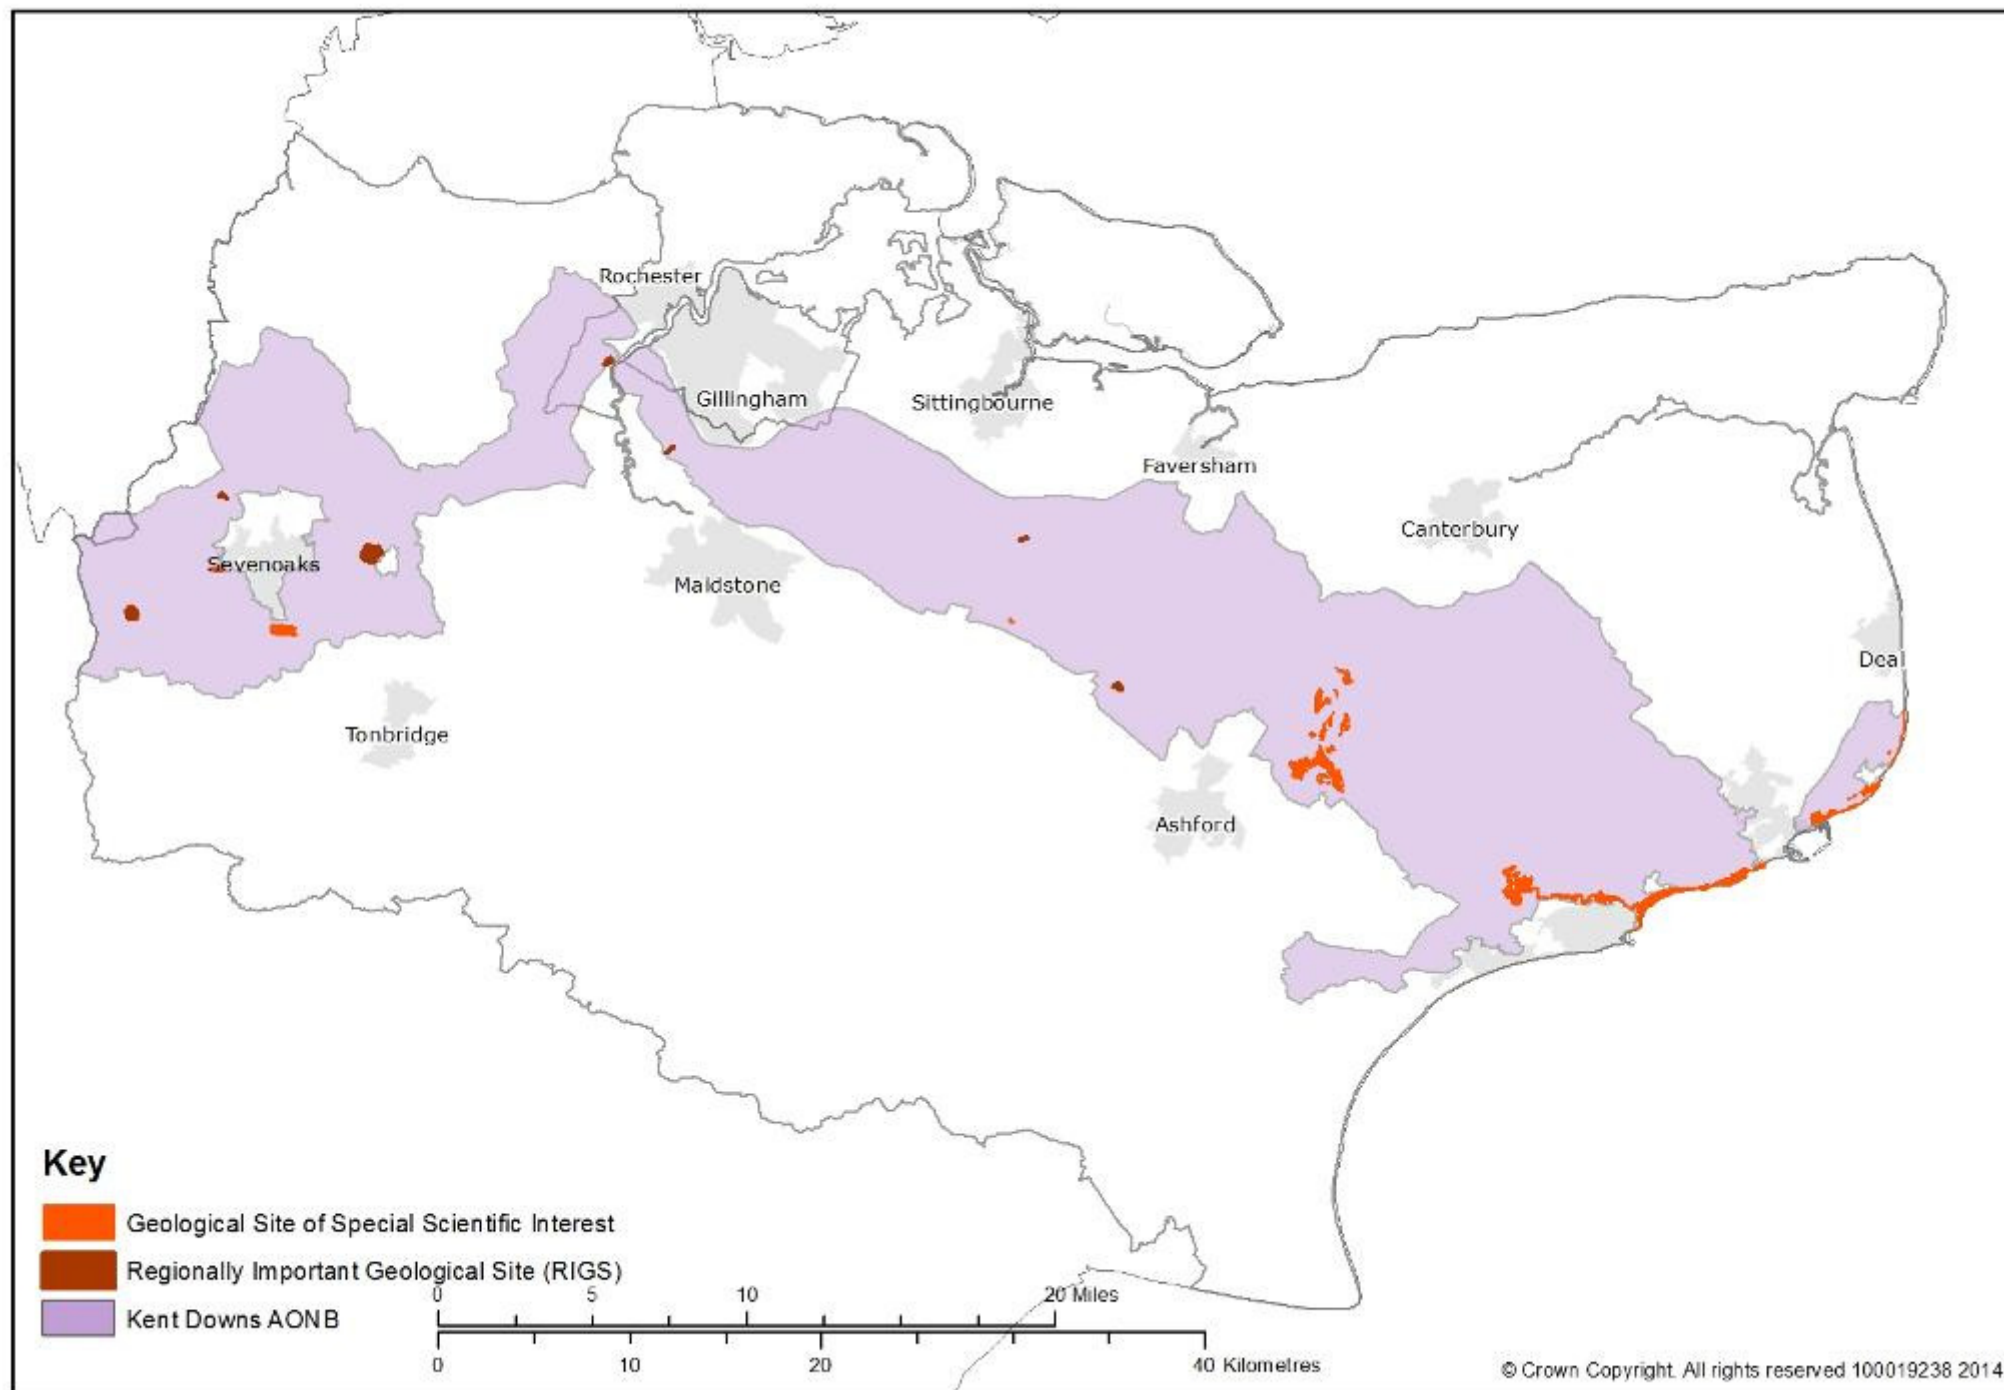 Rochester
Gillingham
Sittingbourne
Faversham
Canterbury
Sevenoaks
Maidstone
Deal
Tonbridge
Ashford
Key
Geological Site of Special Scientific Interest
Regionally Important Geological Site (RIGS)
Kent Downs AONB
0 5 10 20 Miles
0 10 20 40 Kilometres
© Crown Copyright. All rights reserved 100019238 2014